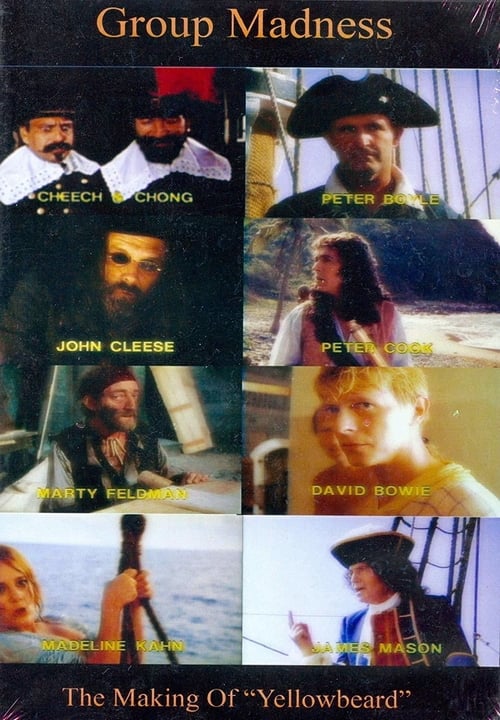 Group Madness
CHEECH & CHONG
PETER BOYLE
JOHN CLEESE
PETER COOK
MARTY FELDMAN
DAVID BOWIE
MADELINE KAHN
JAMES MASON
The Making Of "Yellowbeard"